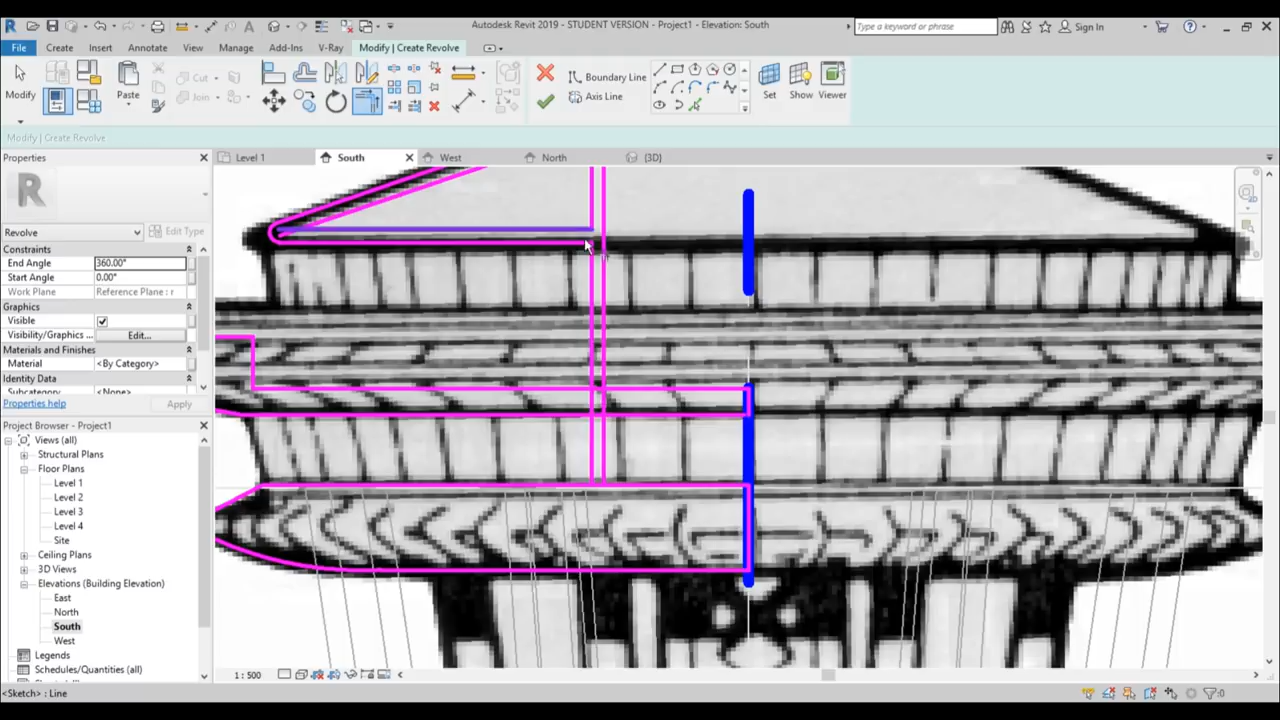 Autodesk Revit 2019 - STUDENT VERSION - Project1 - Elevation: South
Type a keyword or phrase
Sign In
File Create Insert Annotate View Manage Add-Ins V-Ray Modify | Create Revolve
Modify
Paste
Cut
Join
Boundary Line
Axis Line
Set Show Viewer
Modify | Create Revolve
Properties
Level 1
South
West
North
(3D)
R
Revolve
Edit Type
Constraints
End Angle 360.00°
Start Angle 0.00°
Work Plane Reference Plane : r
Graphics
Visible
Visibility/Graphics ... Edit...
Materials and Finishes
Material <By Category>
Identity Data
Subcategory <None>
Properties help
Apply
Project Browser - Project1
Views (all)
Structural Plans
Floor Plans
Level 1
Level 2
Level 3
Level 4
Site
Ceiling Plans
3D Views
Elevations (Building Elevation)
East
North
South
West
Legends
Schedules/Quantities (all)
1 : 500
<Sketch> : Line
:0